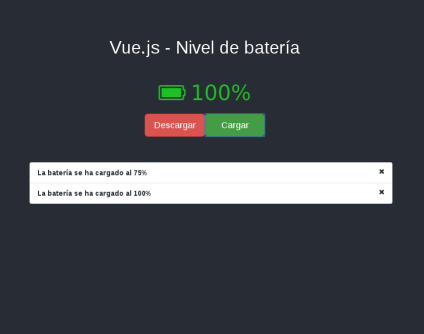 Vue.js - Nivel de batería
100%
Descargar Cargar
La batería se ha cargado al 75% ✖
La batería se ha cargado al 100% ✖